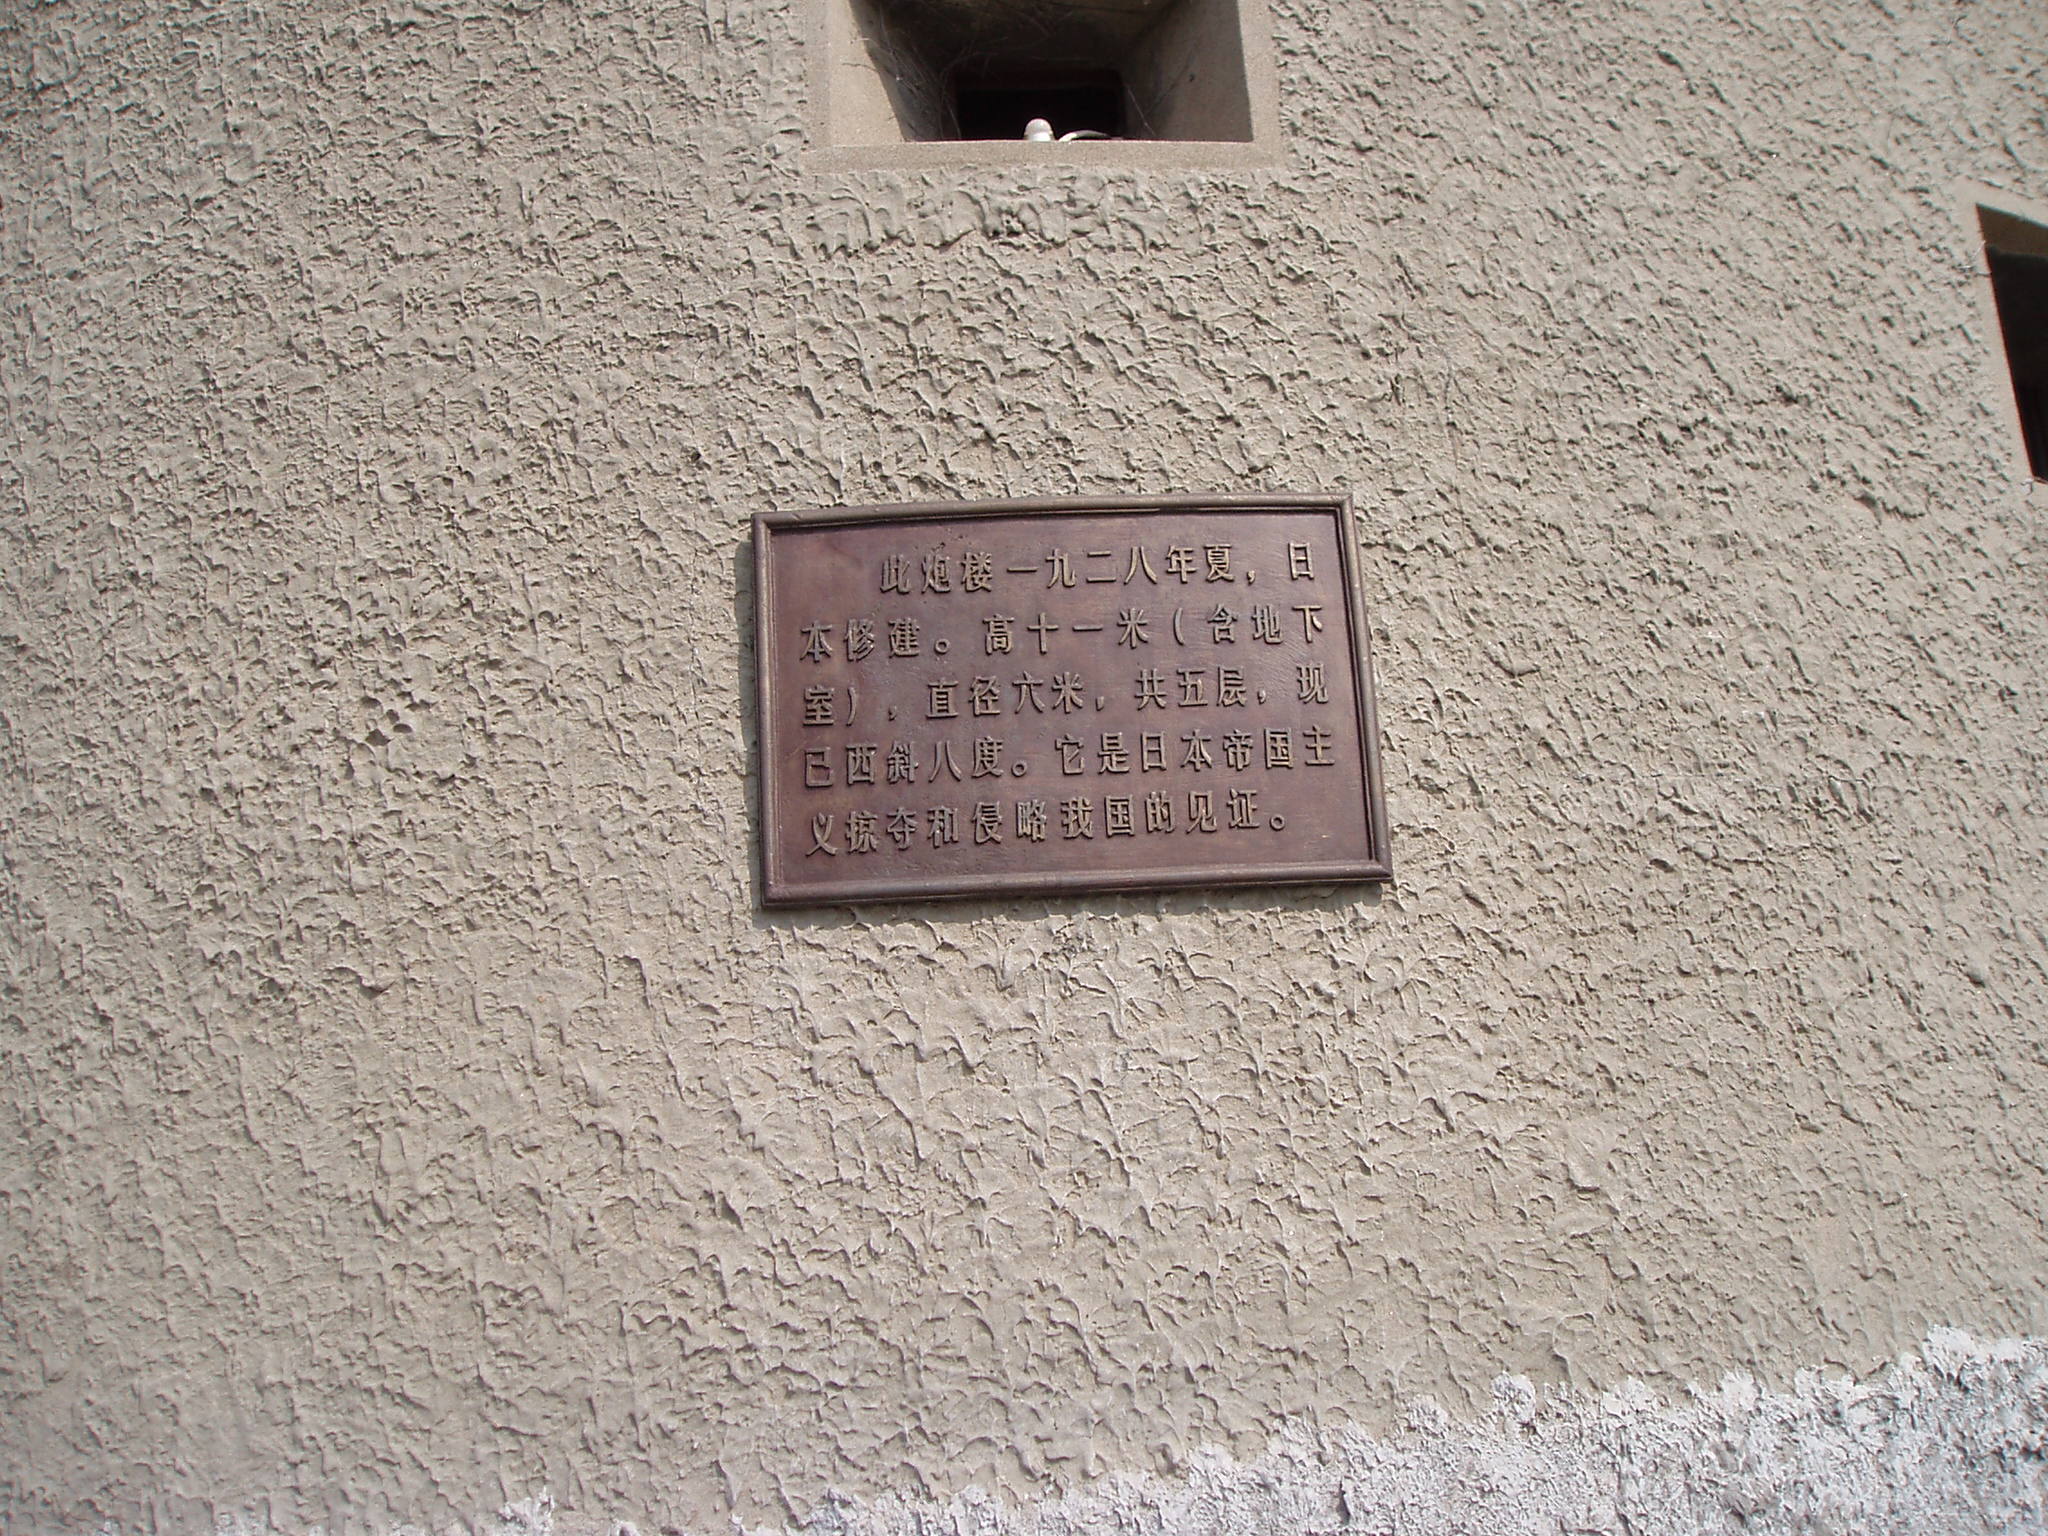 此炮楼一九二八年夏，日
本修建。高十一米（含地下
室），直径六米，共五层，现
已西斜八度。它是日本帝国主
义掠夺和侵略我国的见证。